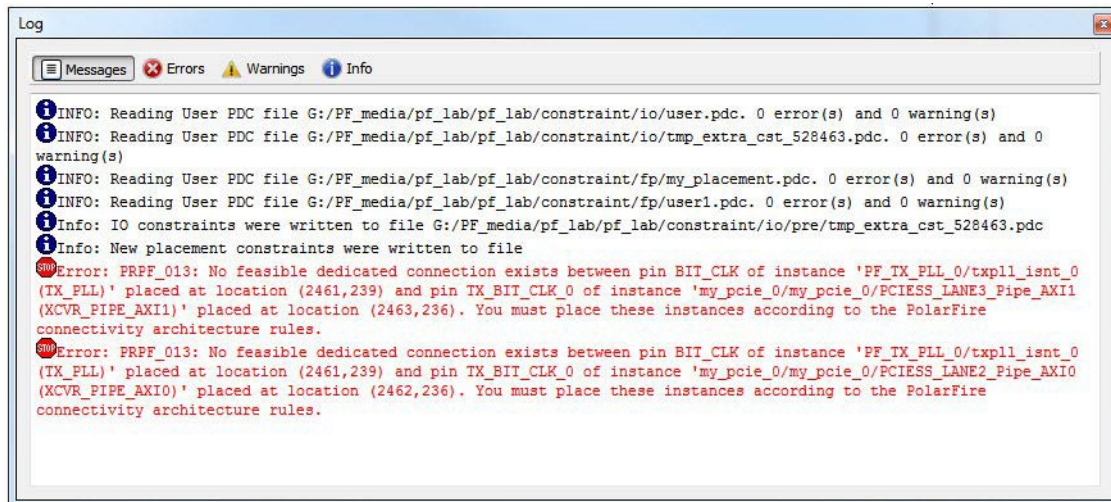 Log
Messages Errors Warnings Info
INFO: Reading User PDC file G:/PF_media/pf_lab/pf_lab/constraint/io/user.pdc. 0 error(s) and 0 warning(s)
INFO: Reading User PDC file G:/PF_media/pf_lab/pf_lab/constraint/io/tmp_extra_cst_528463.pdc. 0 error(s) and 0
warning(s)
INFO: Reading User PDC file G:/PF_media/pf_lab/pf_lab/constraint/fp/my_placement.pdc. 0 error(s) and 0 warning(s)
INFO: Reading User PDC file G:/PF_media/pf_lab/pf_lab/constraint/fp/user1.pdc. 0 error(s) and 0 warning(s)
Info: IO constraints were written to file G:/PF_media/pf_lab/pf_lab/constraint/io/pre/tmp_extra_cst_528463.pdc
Info: New placement constraints were written to file
STOP Error: PRPF_013: No feasible dedicated connection exists between pin BIT_CLK of instance 'PF_TX_PLL_0/txpll_isnt_0
(TX_PLL)' placed at location (2461,239) and pin TX_BIT_CLK_0 of instance 'my_pcie_0/my_pcie_0/PCIESS_LANE3_Pipe_AXI1
(XCVR_PIPE_AXI1)' placed at location (2463,236). You must place these instances according to the PolarFire
connectivity architecture rules.
STOP Error: PRPF_013: No feasible dedicated connection exists between pin BIT_CLK of instance 'PF_TX_PLL_0/txpll_isnt_0
(TX_PLL)' placed at location (2461,239) and pin TX_BIT_CLK_0 of instance 'my_pcie_0/my_pcie_0/PCIESS_LANE2_Pipe_AXI0
(XCVR_PIPE_AXI0)' placed at location (2462,236). You must place these instances according to the PolarFire
connectivity architecture rules.